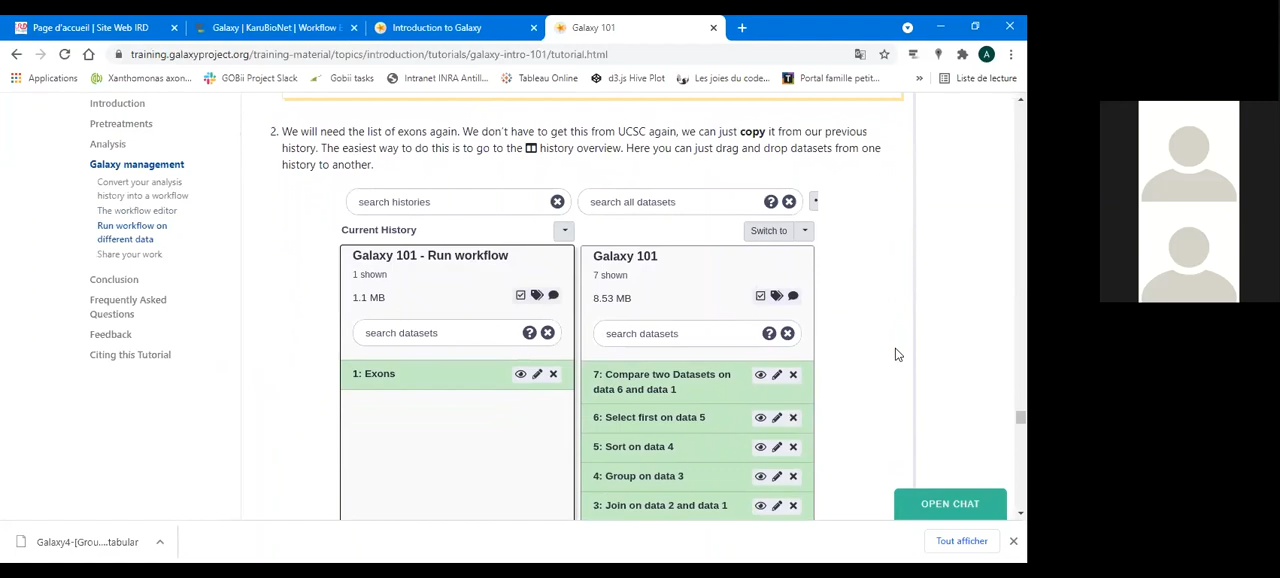 Page d'accueil | Site Web IRD
Galaxy | KaruBioNet | Workflow E
Introduction to Galaxy
Galaxy 101
training.galaxyproject.org/training-material/topics/introduction/tutorials/galaxy-intro-101/tutorial.html
A
Applications
Xanthomonas axon...
GOBii Project Slack
Gobii tasks
Intranet INRA Antill...
Tableau Online
d3.js Hive Plot
Les joies du code...
Portal famille petit...
»
Liste de lecture
Introduction
Pretreatments
Analysis
Galaxy management
Convert your analysis
history into a workflow
The workflow editor
Run workflow on
different data
Share your work
Conclusion
Frequently Asked
Questions
Feedback
Citing this Tutorial
2. We will need the list of exons again. We don't have to get this from UCSC again, we can just copy it from our previous
history. The easiest way to do this is to go to the history overview. Here you can just drag and drop datasets from one
history to another.
search histories
search all datasets
Current History
Switch to
Galaxy 101 - Run workflow
1 shown
1.1 MB
search datasets
1: Exons
Galaxy 101
7 shown
8.53 MB
search datasets
7: Compare two Datasets on
data 6 and data 1
6: Select first on data 5
5: Sort on data 4
4: Group on data 3
3: Join on data 2 and data 1
OPEN CHAT
Galaxy4-[Grou....tabular
Tout afficher